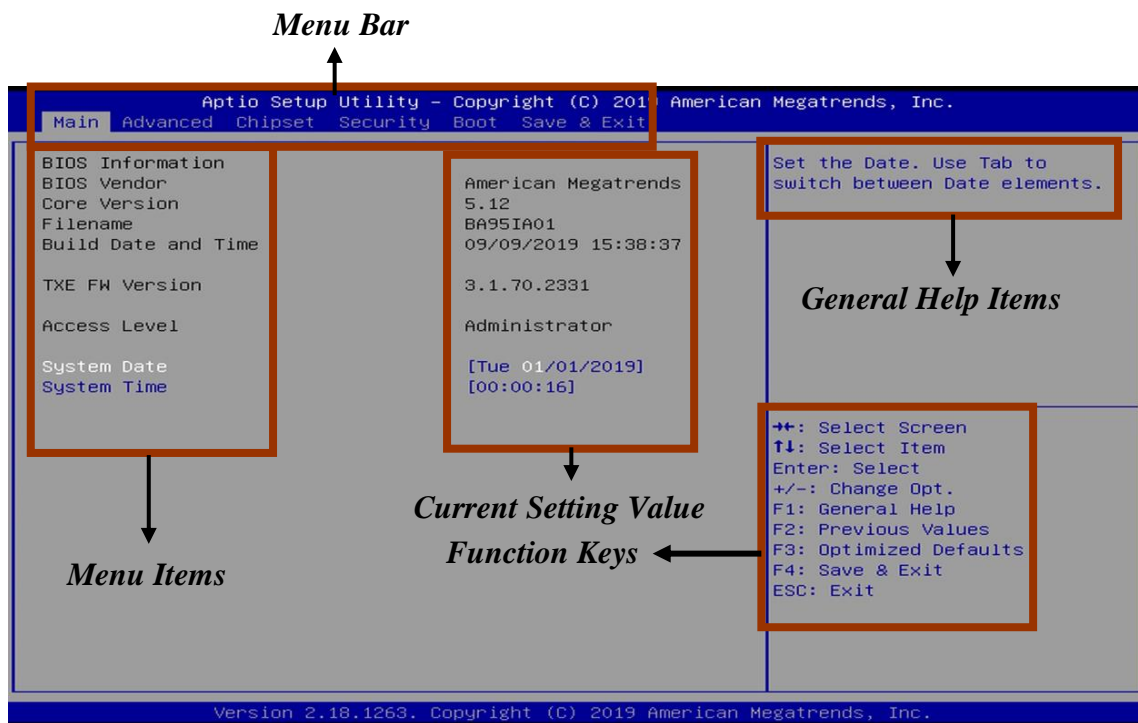 Menu Bar
Aptio Setup Utility – Copyright (C) 2019 American Megatrends, Inc.
Main Advanced Chipset Security Boot Save & Exit
BIOS Information
BIOS Vendor American Megatrends
Core Version 5.12
Filename BA95IA01
Build Date and Time 09/09/2019 15:38:37
TXE FW Version 3.1.70.2331
Access Level Administrator
System Date [Tue 01/01/2019]
System Time [00:00:16]
Set the Date. Use Tab to
switch between Date elements.
General Help Items
→←: Select Screen
↑↓: Select Item
Enter: Select
+/-: Change Opt.
F1: General Help
F2: Previous Values
F3: Optimized Defaults
F4: Save & Exit
ESC: Exit
Current Setting Value
Function Keys
Menu Items
Version 2.18.1263. Copyright (C) 2019 American Megatrends, Inc.